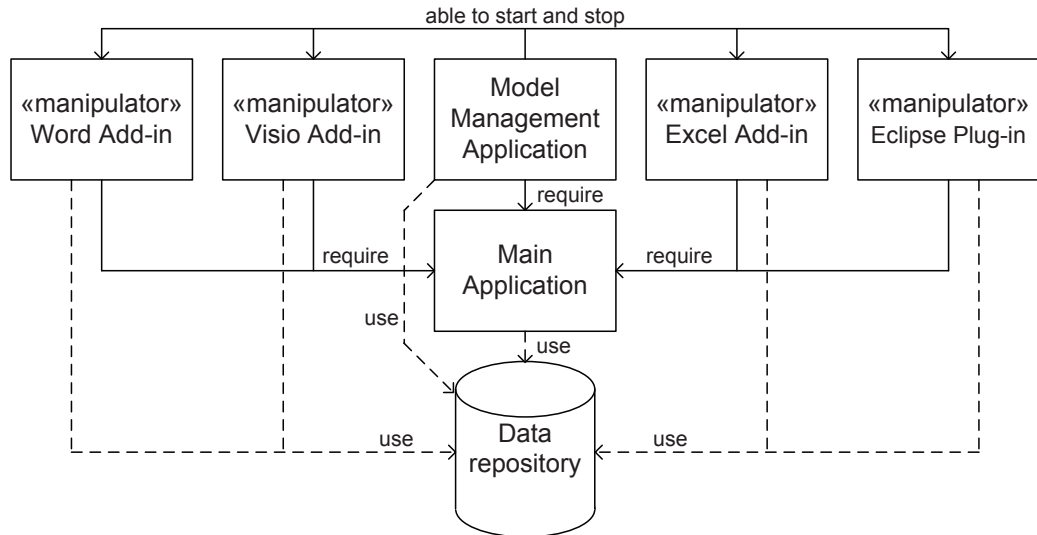 able to start and stop
«manipulator»
Word Add-in
«manipulator»
Visio Add-in
Model
Management
Application
«manipulator»
Excel Add-in
«manipulator»
Eclipse Plug-in
require
Main
Application
require
require
use
use
Data
repository
use
use